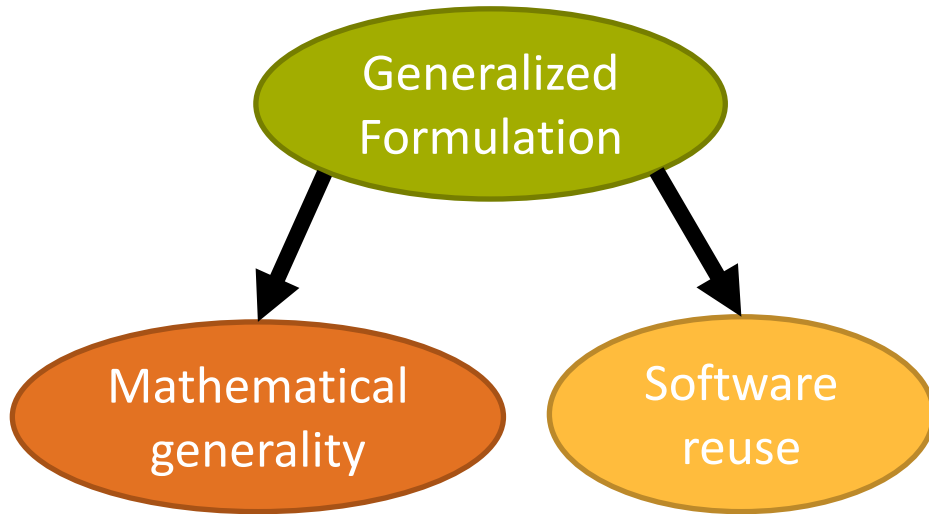 Generalized
Formulation
Mathematical
generality
Software
reuse